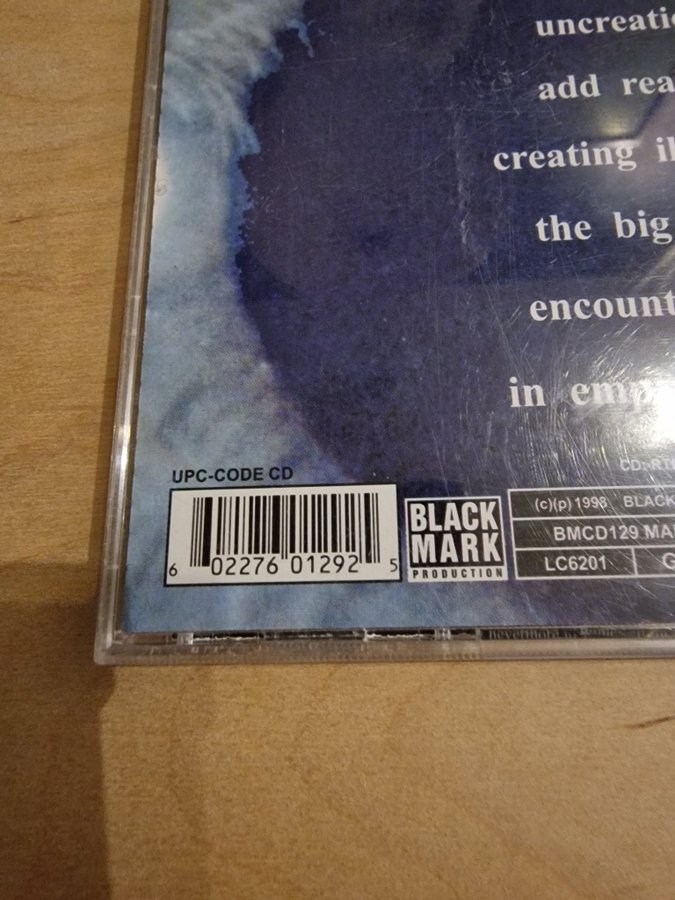 uncreatio
add rea
creating il
the big
encount
in emp
UPC-CODE CD
6 02276 01292 5
BLACK
MARK
PRODUCTION
(c)(p) 1998 BLACK
BMCD129 MA
LC6201 G